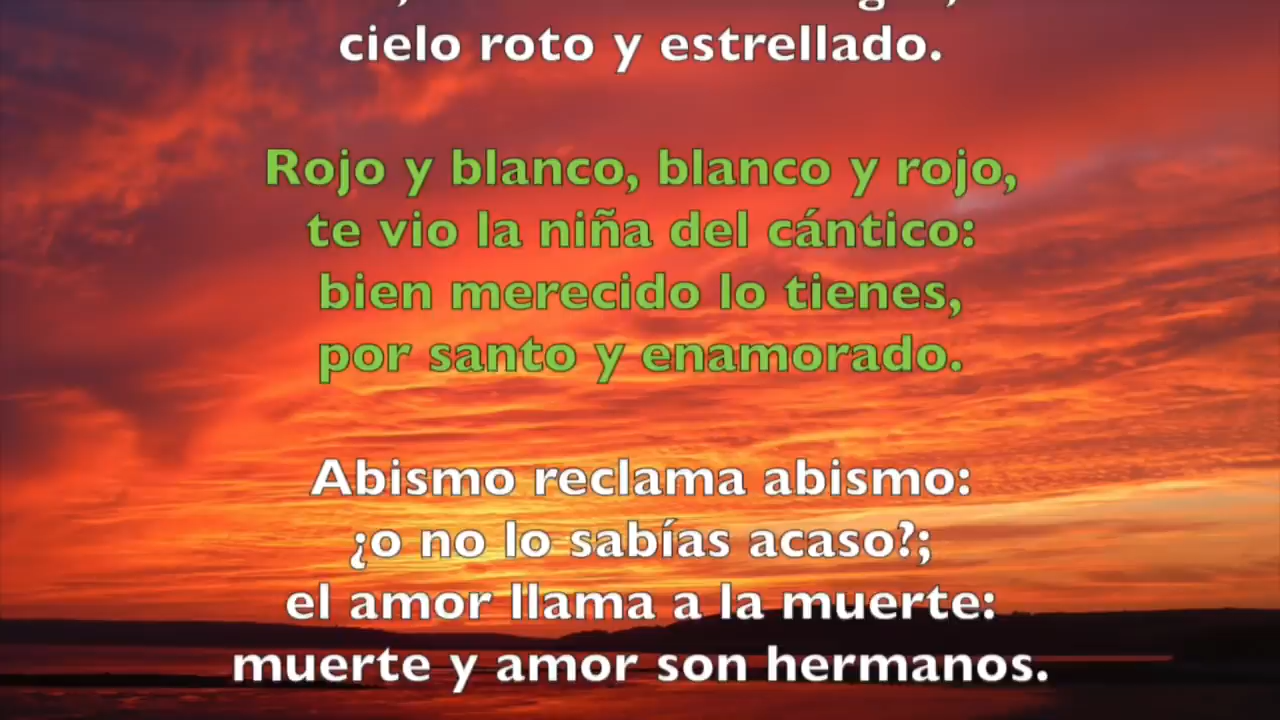 cielo roto y estrellado.
Rojo y blanco, blanco y rojo,
te vio la niña del cántico:
bien merecido lo tienes,
por santo y enamorado.
Abismo reclama abismo:
¿o no lo sabías acaso?;
el amor llama a la muerte:
muerte y amor son hermanos.